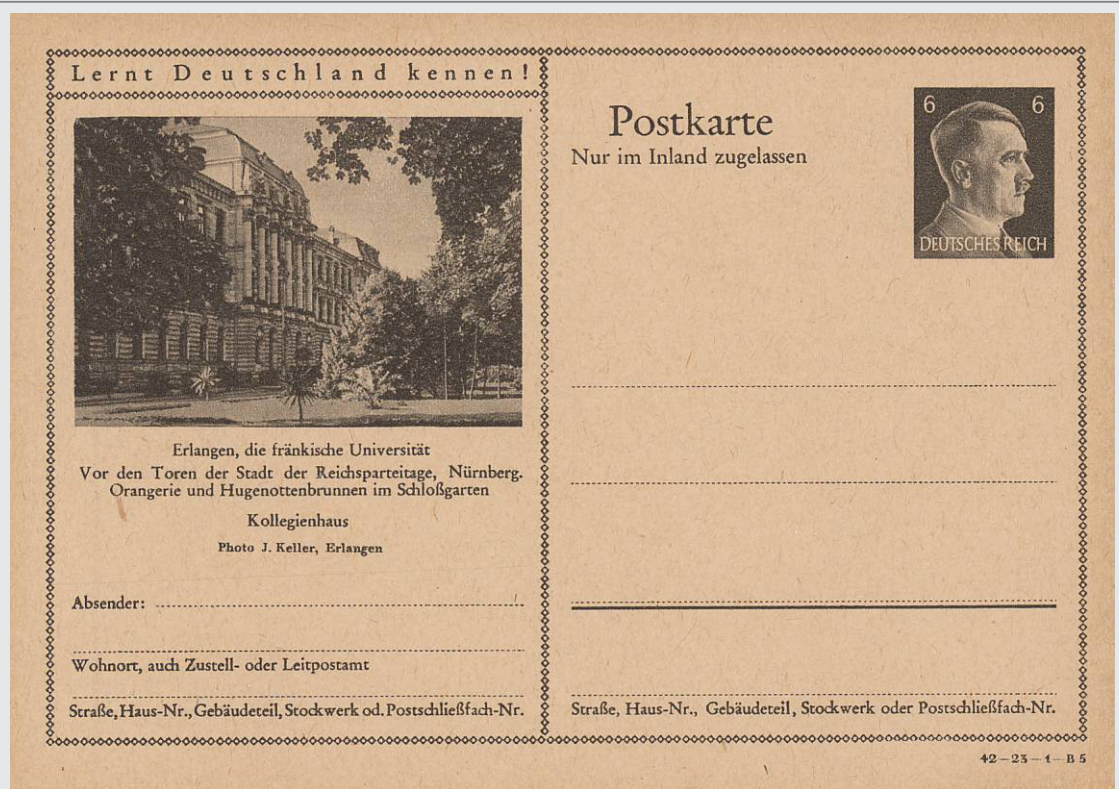 Lernt Deutschland kennen!
Erlangen, die fränkische Universität
Vor den Toren der Stadt der Reichsparteitage, Nürnberg.
Orangerie und Hugenottenbrunnen im Schloßgarten
Kollegienhaus
Photo J. Keller, Erlangen
Absender:
Wohnort, auch Zustell- oder Leitpostamt
Straße, Haus-Nr., Gebäudeteil, Stockwerk od. Postschließfach-Nr.
Postkarte
Nur im Inland zugelassen
6 6
DEUTSCHES REICH
Straße, Haus-Nr., Gebäudeteil, Stockwerk oder Postschließfach-Nr.
42-23-1-B5